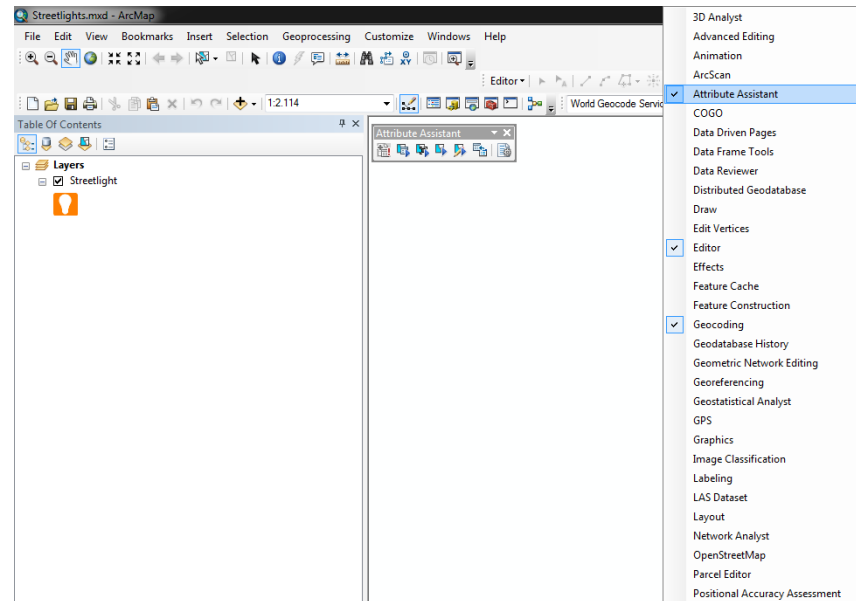 Streetlights.mxd - ArcMap
File Edit View Bookmarks Insert Selection Geoprocessing Customize Windows Help
Editor
1:2.114
World Geocode Servic
Table Of Contents
Layers
Streetlight
Attribute Assistant
3D Analyst
Advanced Editing
Animation
ArcScan
Attribute Assistant
COGO
Data Driven Pages
Data Frame Tools
Data Reviewer
Distributed Geodatabase
Draw
Edit Vertices
Editor
Effects
Feature Cache
Feature Construction
Geocoding
Geodatabase History
Geometric Network Editing
Georeferencing
Geostatistical Analyst
GPS
Graphics
Image Classification
Labeling
LAS Dataset
Layout
Network Analyst
OpenStreetMap
Parcel Editor
Positional Accuracy Assessment